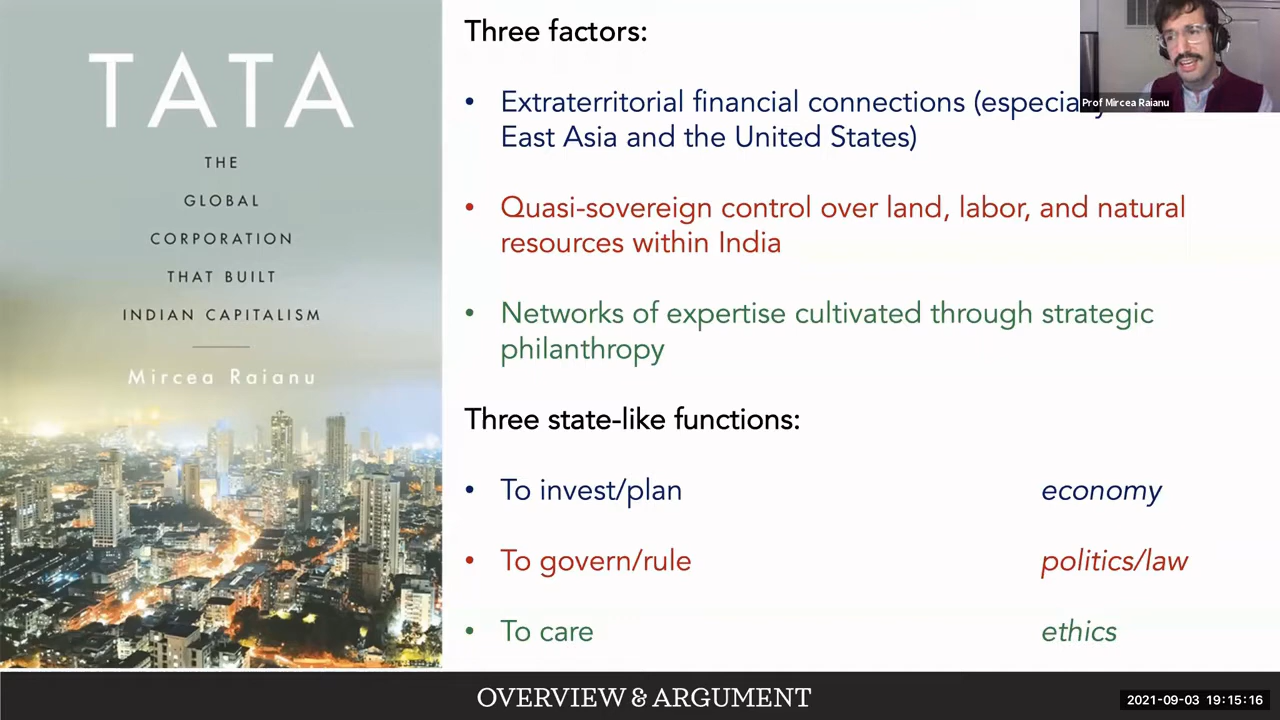 TATA
THE
GLOBAL
CORPORATION
THAT BUILT
INDIAN CAPITALISM
Mircea Raianu
Three factors:
• Extraterritorial financial connections (especia
East Asia and the United States)
• Quasi-sovereign control over land, labor, and natural
resources within India
• Networks of expertise cultivated through strategic
philanthropy
Three state-like functions:
• To invest/plan economy
• To govern/rule politics/law
• To care ethics
Prof Mircea Raianu
OVERVIEW & ARGUMENT
2021-09-03 19:15:16